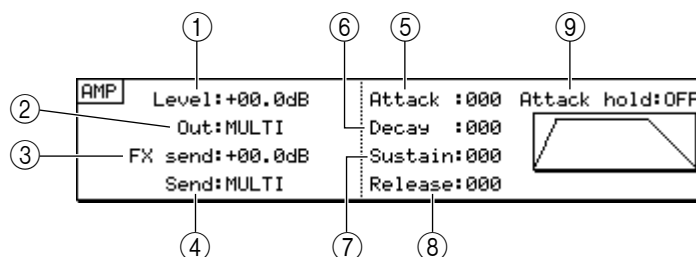 ① ⑥ ⑤ ⑨
AMP
Level:+00.0dB
Attack :000
Attack hold:OFF
② Out:MULTI
Decay :000
③ FX send:+00.0dB
Sustain:000
Send:MULTI
Release:000
④ ⑦ ⑧